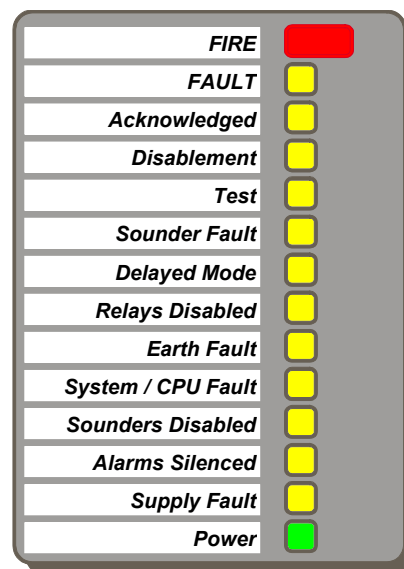 FIRE
FAULT
Acknowledged
Disablement
Test
Sounder Fault
Delayed Mode
Relays Disabled
Earth Fault
System / CPU Fault
Sounders Disabled
Alarms Silenced
Supply Fault
Power